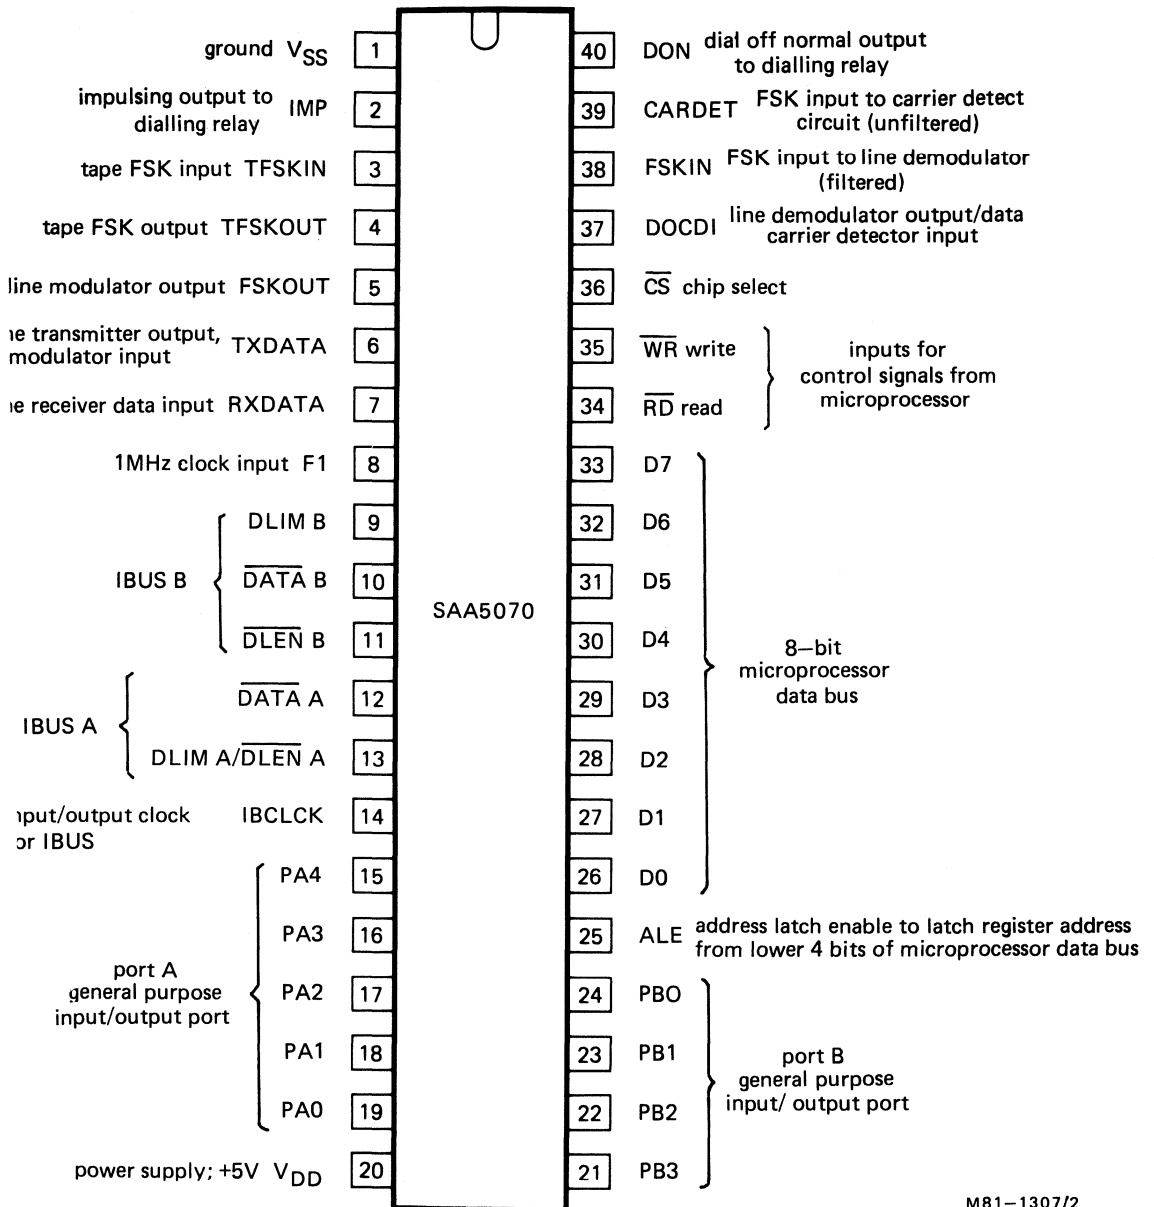 ground VSS 1
impulsing output to
dialling relay IMP 2
tape FSK input TFSKIN 3
tape FSK output TFSKOUT 4
line modulator output FSKOUT 5
transmitter output,
modulator input TXDATA 6
receiver data input RXDATA 7
1MHz clock input F1 8
IBUS B
DLIM B 9
DATA B 10
DLEN B 11
IBUS A
DATA A 12
DLIM A/DLEN A 13
input/output clock IBCLCK 14
IBUS
port A
general purpose
input/output port
PA4 15
PA3 16
PA2 17
PA1 18
PA0 19
power supply; +5V VDD 20
SAA5070
40 DON dial off normal output
to dialling relay
39 CARDET FSK input to carrier detect
circuit (unfiltered)
38 FSKIN FSK input to line demodulator
(filtered)
37 DOCDI line demodulator output/data
carrier detector input
36 CS chip select
35 WR write
34 RD read
inputs for
control signals from
microprocessor
33 D7
32 D6
31 D5
30 D4
29 D3
28 D2
27 D1
26 D0
8-bit
microprocessor
data bus
25 ALE address latch enable to latch register address
from lower 4 bits of microprocessor data bus
24 PB0
23 PB1
22 PB2
21 PB3
port B
general purpose
input/ output port
M81-1307/2